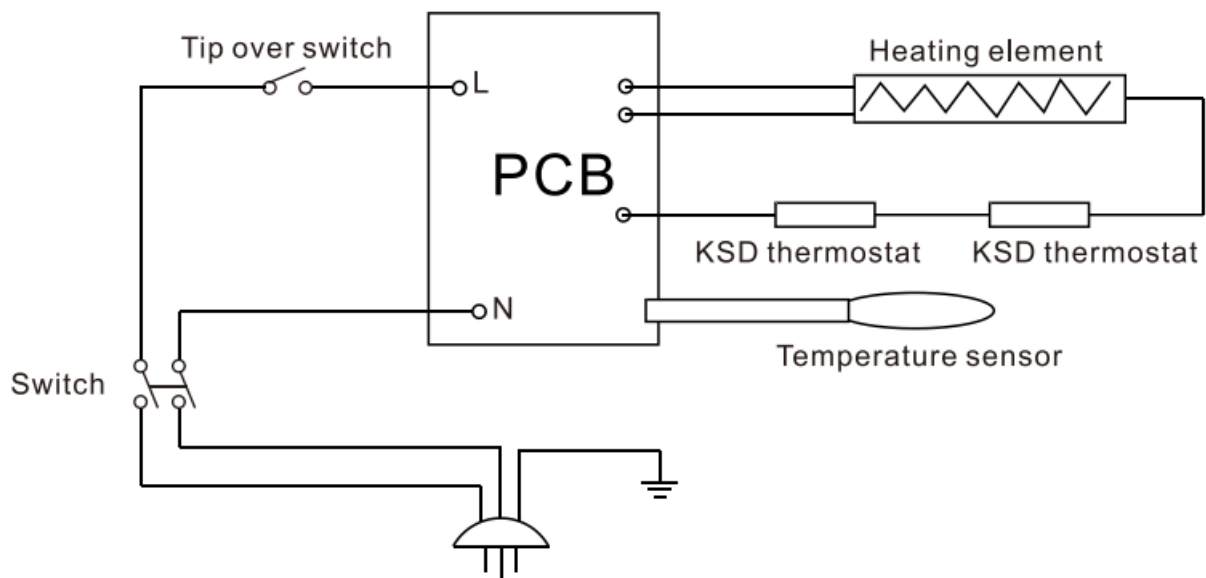 Tip over switch
Heating element
L
PCB
KSD thermostat
KSD thermostat
N
Temperature sensor
Switch